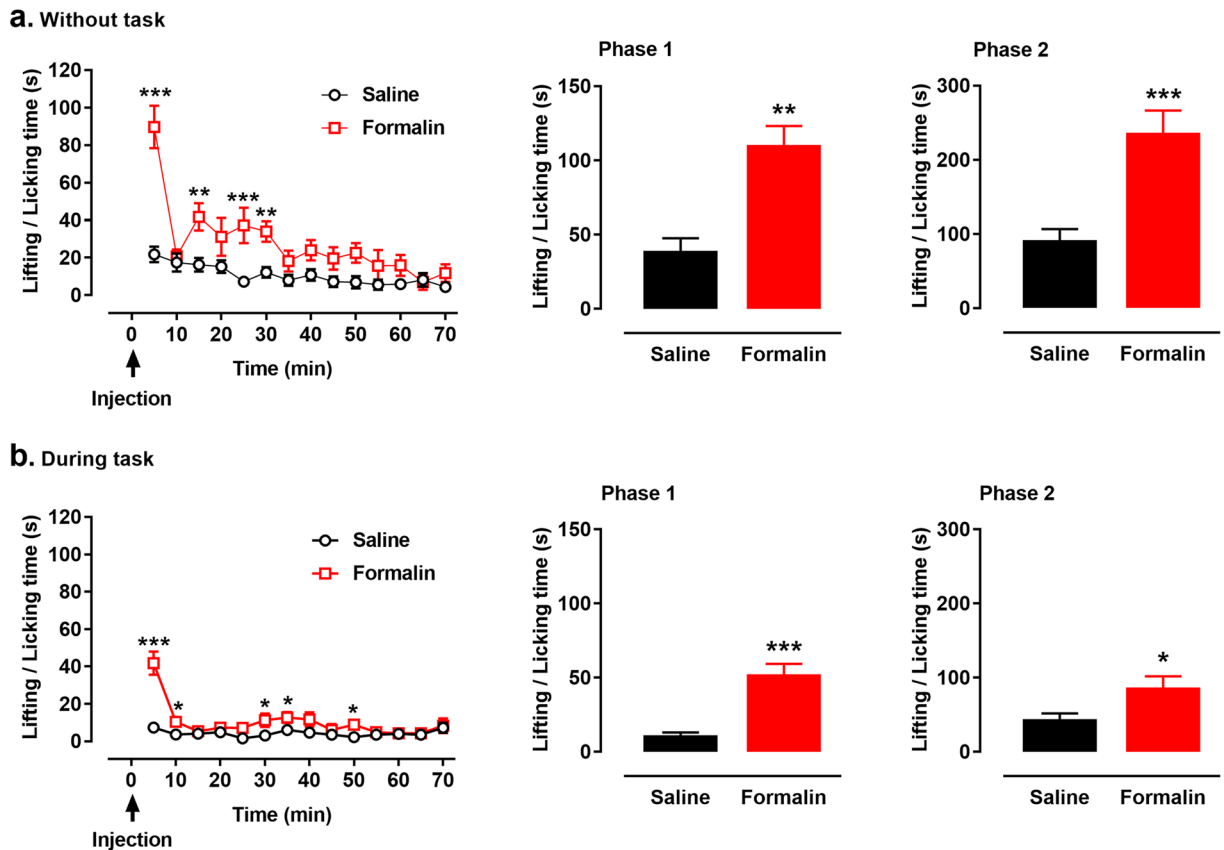 a. Without task
Phase 1
Phase 2
Lifting / Licking time (s)
120
100
80
60
40
20
0
***
**
***
**
Saline
Formalin
0 10 20 30 40 50 60 70
Time (min)
Injection
Lifting / Licking time (s)
150
100
50
0
**
Saline Formalin
Lifting / Licking time (s)
300
200
100
0
***
Saline Formalin
b. During task
Phase 1
Phase 2
Lifting / Licking time (s)
120
100
80
60
40
20
0
***
*
*
*
*
Saline
Formalin
0 10 20 30 40 50 60 70
Time (min)
Injection
Lifting / Licking time (s)
150
100
50
0
***
Saline Formalin
Lifting / Licking time (s)
300
200
100
0
*
Saline Formalin